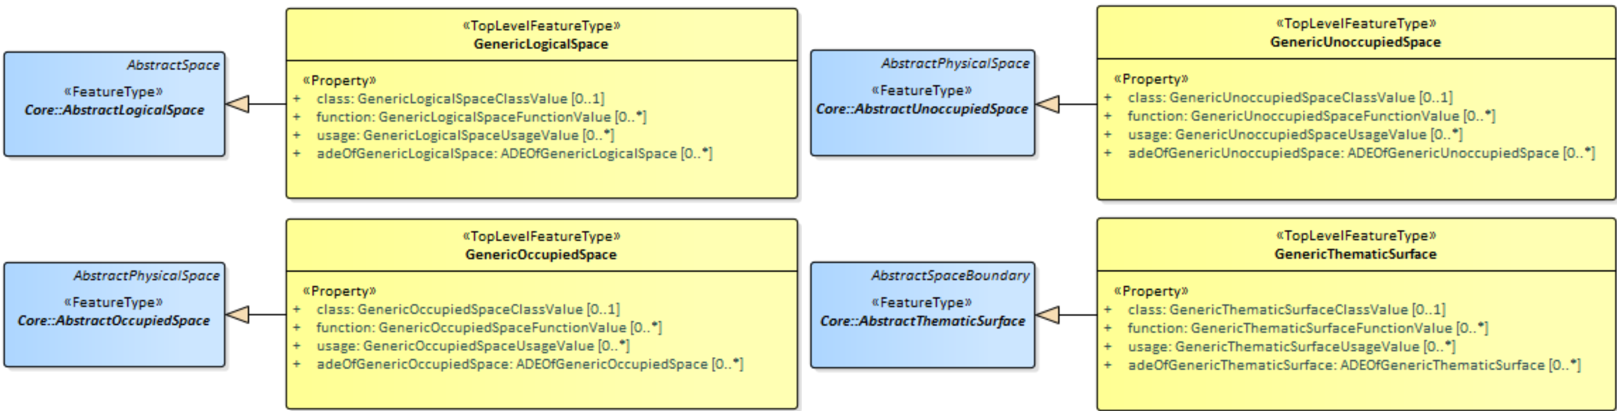 AbstractSpace
«FeatureType»
Core::AbstractLogicalSpace
«TopLevelFeatureType»
GenericLogicalSpace
«Property»
+ class: GenericLogicalSpaceClassValue [0..1]
+ function: GenericLogicalSpaceFunctionValue [0..*]
+ usage: GenericLogicalSpaceUsageValue [0..*]
+ adeOfGenericLogicalSpace: ADEOfGenericLogicalSpace [0..*]
AbstractPhysicalSpace
«FeatureType»
Core::AbstractUnoccupiedSpace
«TopLevelFeatureType»
GenericUnoccupiedSpace
«Property»
+ class: GenericUnoccupiedSpaceClassValue [0..1]
+ function: GenericUnoccupiedSpaceFunctionValue [0..*]
+ usage: GenericUnoccupiedSpaceUsageValue [0..*]
+ adeOfGenericUnoccupiedSpace: ADEOfGenericUnoccupiedSpace [0..*]
AbstractPhysicalSpace
«FeatureType»
Core::AbstractOccupiedSpace
«TopLevelFeatureType»
GenericOccupiedSpace
«Property»
+ class: GenericOccupiedSpaceClassValue [0..1]
+ function: GenericOccupiedSpaceFunctionValue [0..*]
+ usage: GenericOccupiedSpaceUsageValue [0..*]
+ adeOfGenericOccupiedSpace: ADEOfGenericOccupiedSpace [0..*]
AbstractSpaceBoundary
«FeatureType»
Core::AbstractThematicSurface
«TopLevelFeatureType»
GenericThematicSurface
«Property»
+ class: GenericThematicSurfaceClassValue [0..1]
+ function: GenericThematicSurfaceFunctionValue [0..*]
+ usage: GenericThematicSurfaceUsageValue [0..*]
+ adeOfGenericThematicSurface: ADEOfGenericThematicSurface [0..*]